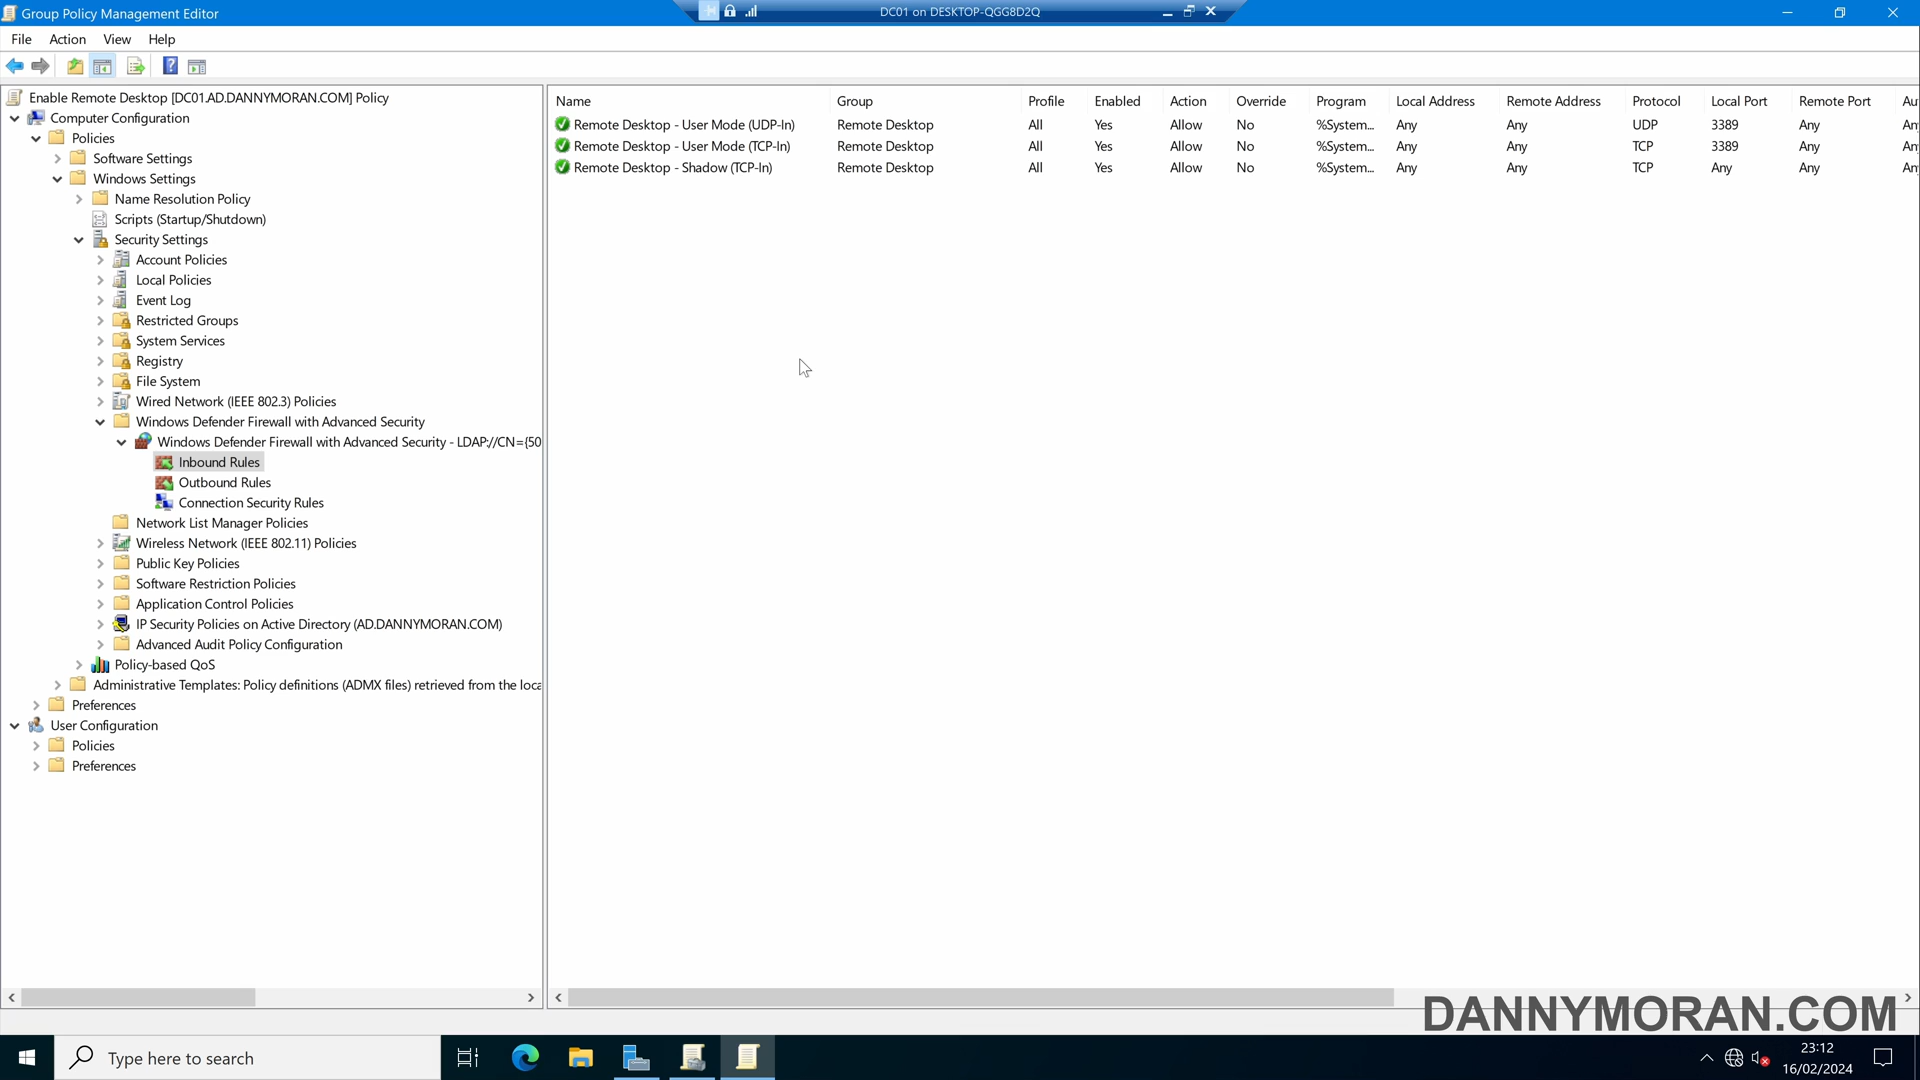 Group Policy Management Editor
DC01 on DESKTOP-QGG8D2Q
File Action View Help
Enable Remote Desktop [DC01.AD.DANNYMORAN.COM] Policy
Computer Configuration
Policies
Software Settings
Windows Settings
Name Resolution Policy
Scripts (Startup/Shutdown)
Security Settings
Account Policies
Local Policies
Event Log
Restricted Groups
System Services
Registry
File System
Wired Network (IEEE 802.3) Policies
Windows Defender Firewall with Advanced Security
Windows Defender Firewall with Advanced Security - LDAP://CN={50
Inbound Rules
Outbound Rules
Connection Security Rules
Network List Manager Policies
Wireless Network (IEEE 802.11) Policies
Public Key Policies
Software Restriction Policies
Application Control Policies
IP Security Policies on Active Directory (AD.DANNYMORAN.COM)
Advanced Audit Policy Configuration
Policy-based QoS
Administrative Templates: Policy definitions (ADMX files) retrieved from the loca
Preferences
User Configuration
Policies
Preferences
Name Group Profile Enabled Action Override Program Local Address Remote Address Protocol Local Port Remote Port Au
Remote Desktop - User Mode (UDP-In) Remote Desktop All Yes Allow No %System... Any Any UDP 3389 Any An
Remote Desktop - User Mode (TCP-In) Remote Desktop All Yes Allow No %System... Any Any TCP 3389 Any An
Remote Desktop - Shadow (TCP-In) Remote Desktop All Yes Allow No %System... Any Any TCP Any Any An
DANNYMORAN.COM
Type here to search
23:12
16/02/2024